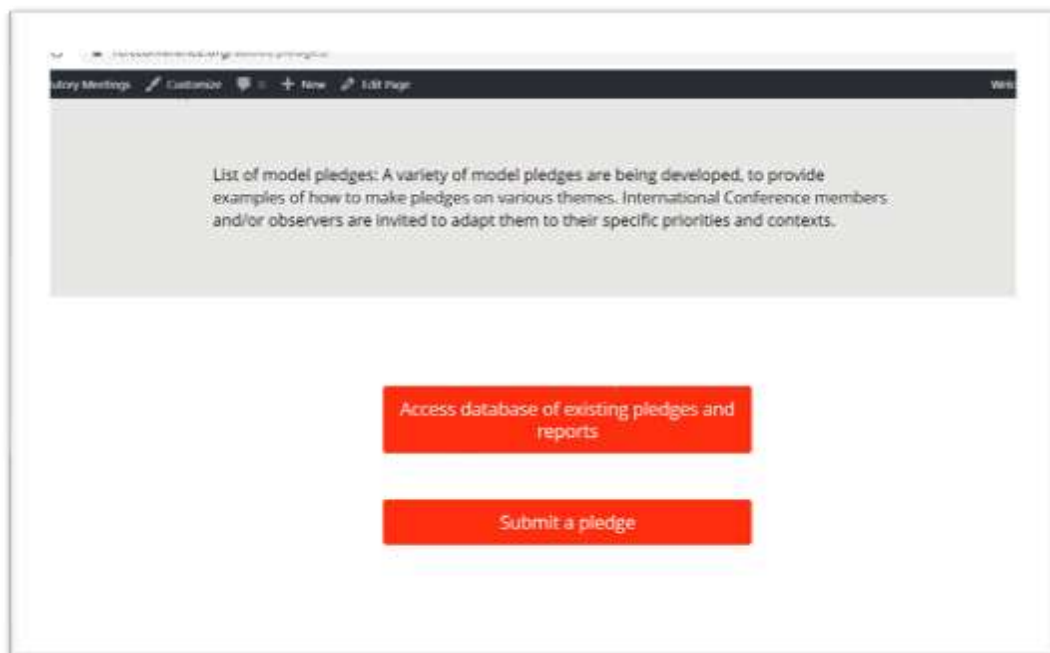 utory Meetings Customize New Edit Page
List of model pledges: A variety of model pledges are being developed, to provide
examples of how to make pledges on various themes. International Conference members
and/or observers are invited to adapt them to their specific priorities and contexts.
Access database of existing pledges and
reports
Submit a pledge